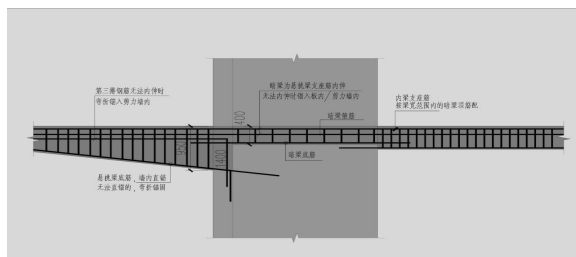 第三排钢筋无法内伸时
弯折锚入剪力墙内
暗梁为悬挑梁支座筋内伸
无法内伸时锚入板内/剪力墙内
内梁支座筋
按梁宽范围内的暗梁顶筋配
暗梁箍筋
400
950
1400
暗梁底筋
悬挑梁底筋，墙内直锚
无法直锚的，弯折锚固